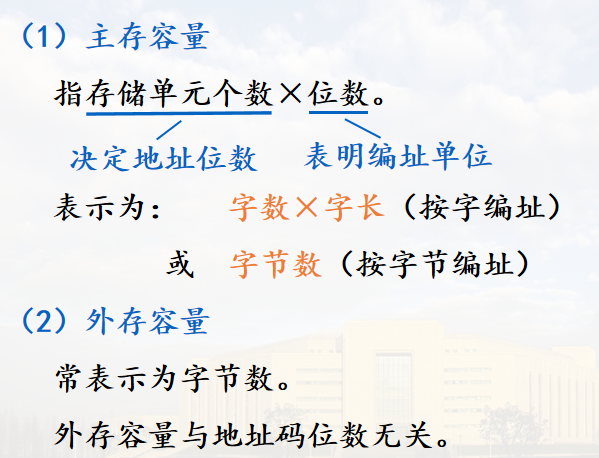 （1）主存容量
指存储单元个数×位数。
决定地址位数 表明编址单位
表示为： 字数×字长（按字编址）
或 字节数（按字节编址）
（2）外存容量
常表示为字节数。
外存容量与地址码位数无关。